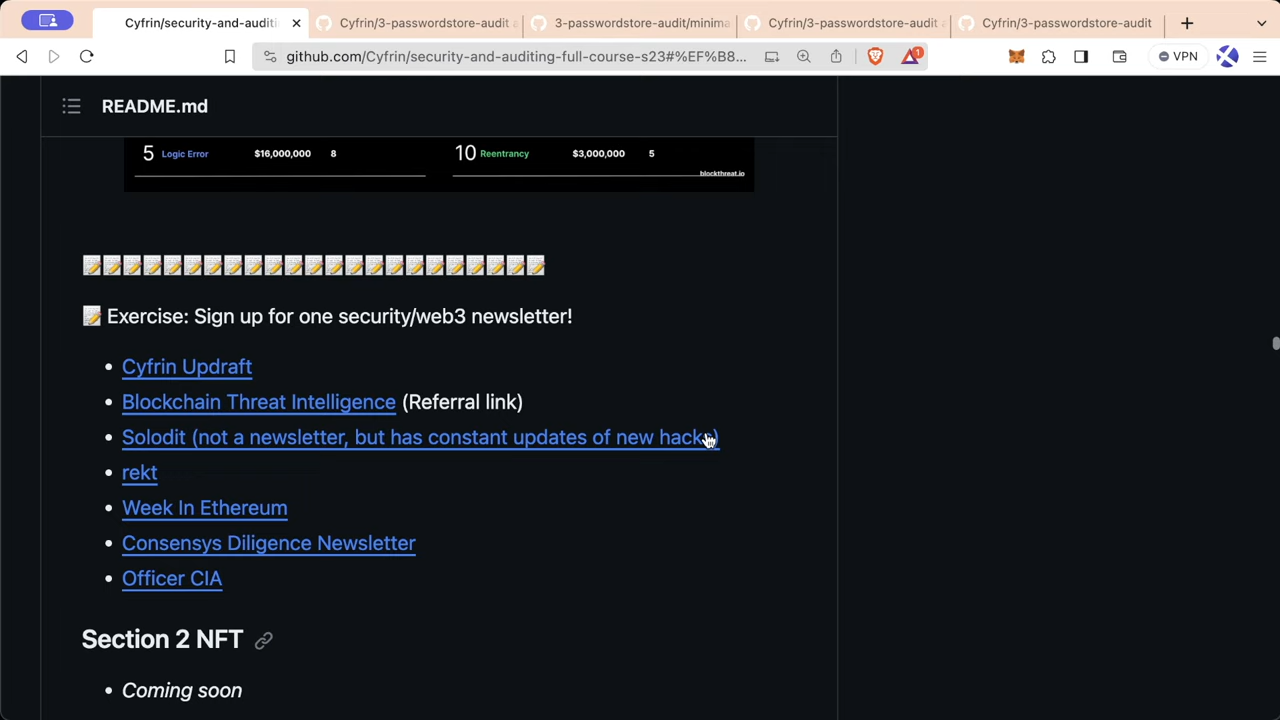 Cyfrin/security-and-auditi
Cyfrin/3-passwordstore-audit a
3-passwordstore-audit/minima
Cyfrin/3-passwordstore-audit a
Cyfrin/3-passwordstore-audit
github.com/Cyfrin/security-and-auditing-full-course-s23#%EF%B8...
1
VPN
README.md
5 Logic Error $16,000,000 8
10 Reentrancy $3,000,000 5
blockthreat.io
Exercise: Sign up for one security/web3 newsletter!
Cyfrin Updraft
Blockchain Threat Intelligence (Referral link)
Solodit (not a newsletter, but has constant updates of new hacks)
rekt
Week In Ethereum
Consensys Diligence Newsletter
Officer CIA
Section 2 NFT
Coming soon